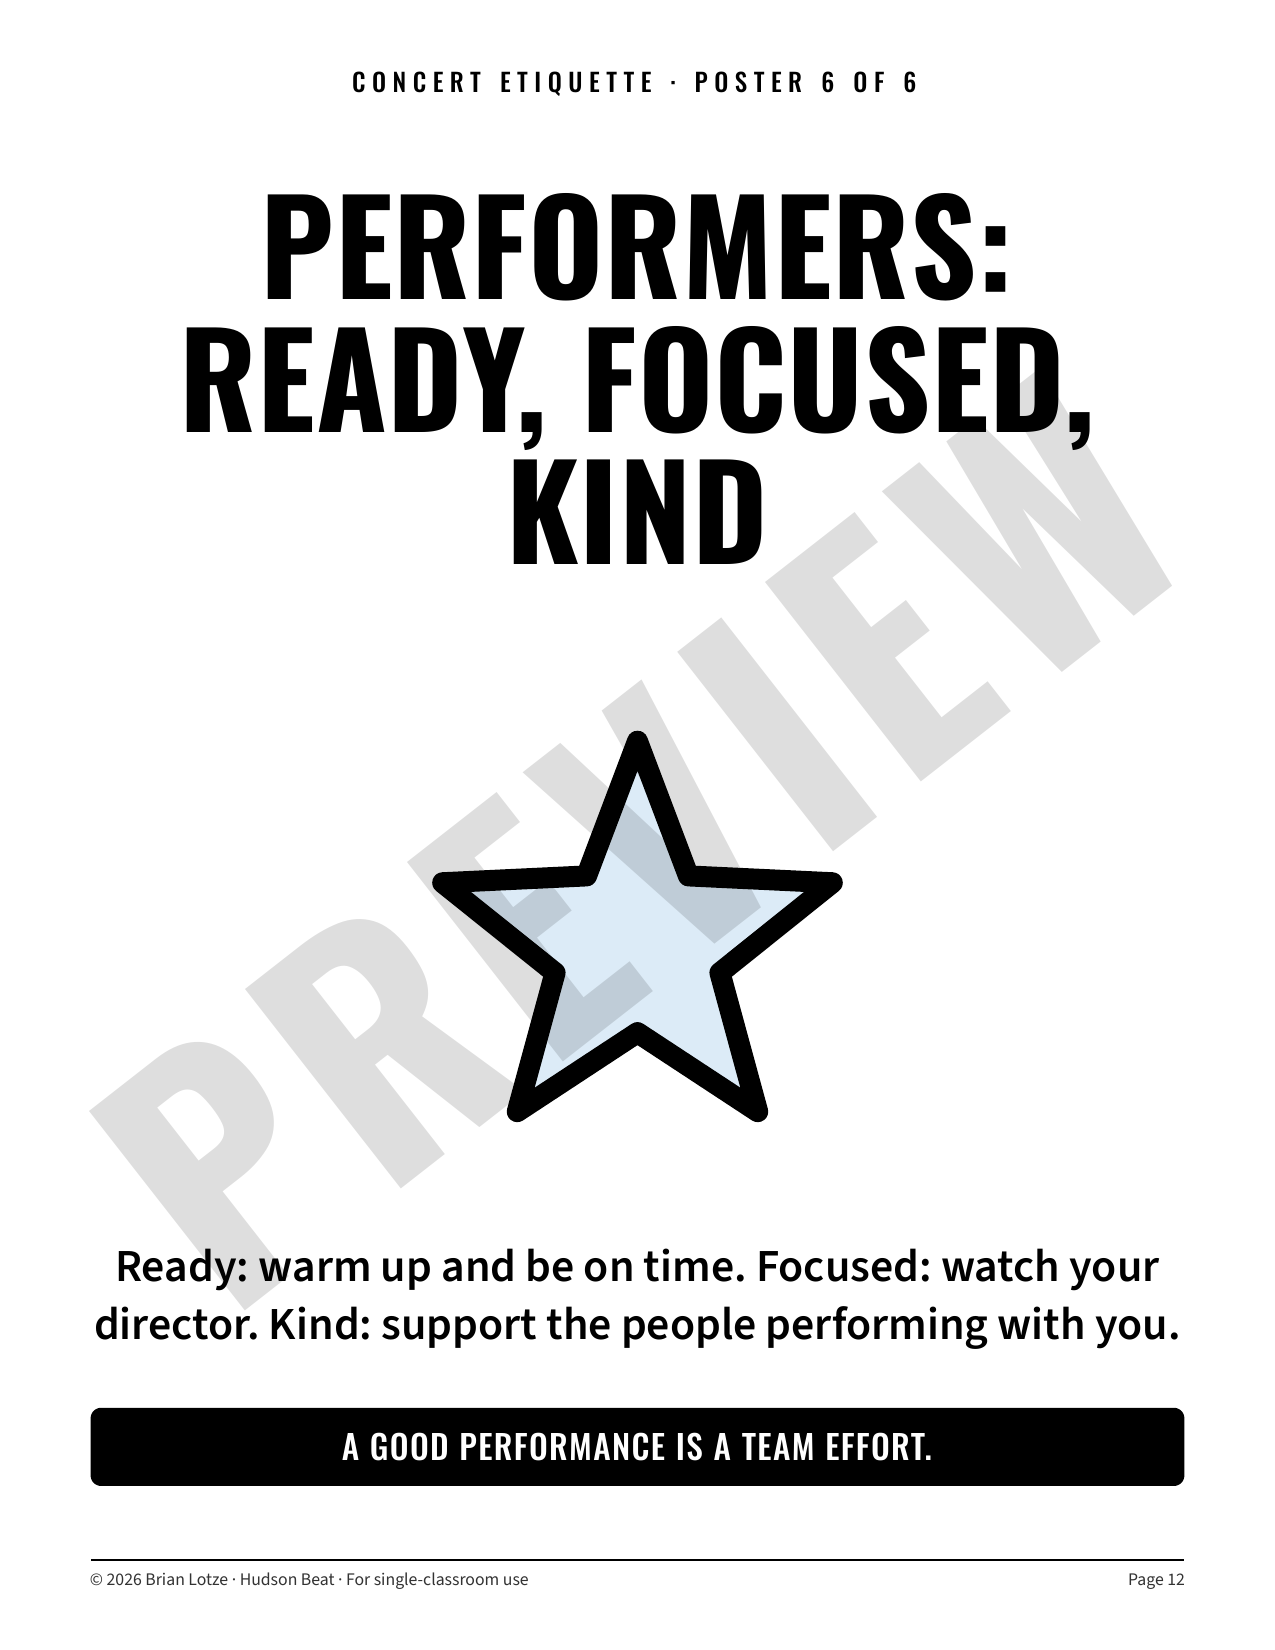 CONCERT ETIQUETTE · POSTER 6 OF 6
PERFORMERS:
READY, FOCUSED,
KIND
PREVIEW
Ready: warm up and be on time. Focused: watch your
director. Kind: support the people performing with you.
A GOOD PERFORMANCE IS A TEAM EFFORT.
© 2026 Brian Lotze · Hudson Beat · For single-classroom use
Page 12